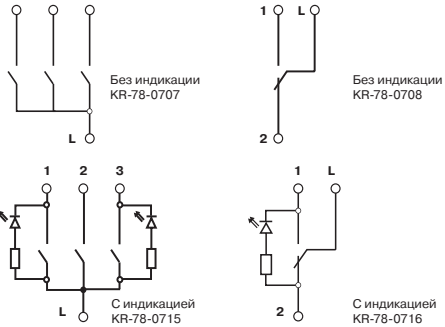 1 L
Без индикации
KR-78-0707
Без индикации
KR-78-0708
L
2
1 2 3
1 L
С индикацией
KR-78-0715
L
С индикацией
KR-78-0716
2